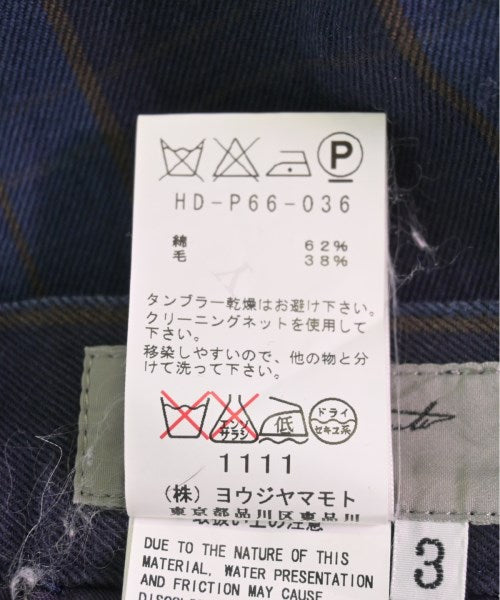 P
HD-P66-036
綿 62%
毛 38%
タンブラー乾燥はお避け下さい。
クリーニングネットを使用して
下さい。
移染しやすいので、他の物と分
けて洗って下さい。
エンソ
サラシ
低
ドライ
セキユ系
1111
(株) ヨウジヤマモト
東京都品川区東品川
取扱い上の注意
DUE TO THE NATURE OF THIS
MATERIAL, WATER PRESENTATION
AND FRICTION MAY CAUSE
3